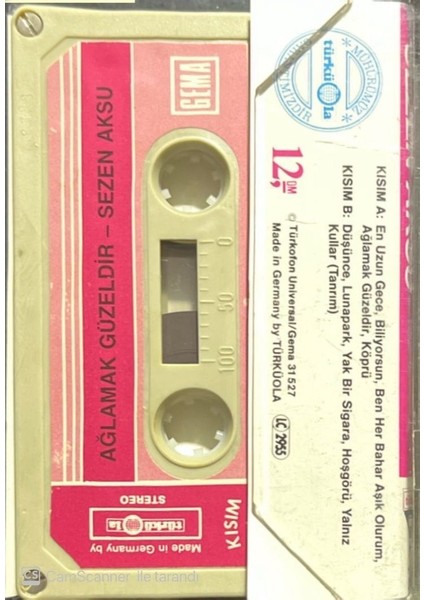 AĞLAMAK GÜZELDİR – SEZEN AKSU
GEMA
0 50 100
türküola
STEREO
Made in Germany by
KISIM
MÜHÜRÜMÜZ
türküola
12,- DM
KISIM A: En Uzun Gece, Biliyorsun, Ben Her Bahar Aşık Olurum,
Ağlamak Güzeldir, Köprü
KISIM B: Düşünce, Lunapark, Yak Bir Sigara, Hoşgörü, Yalnız
Kullar (Tanrım)
℗ Türkofon Universal/Gema 31527
Made in Germany by TÜRKÜOLA
LC 2955
CS CamScanner ile tarandı